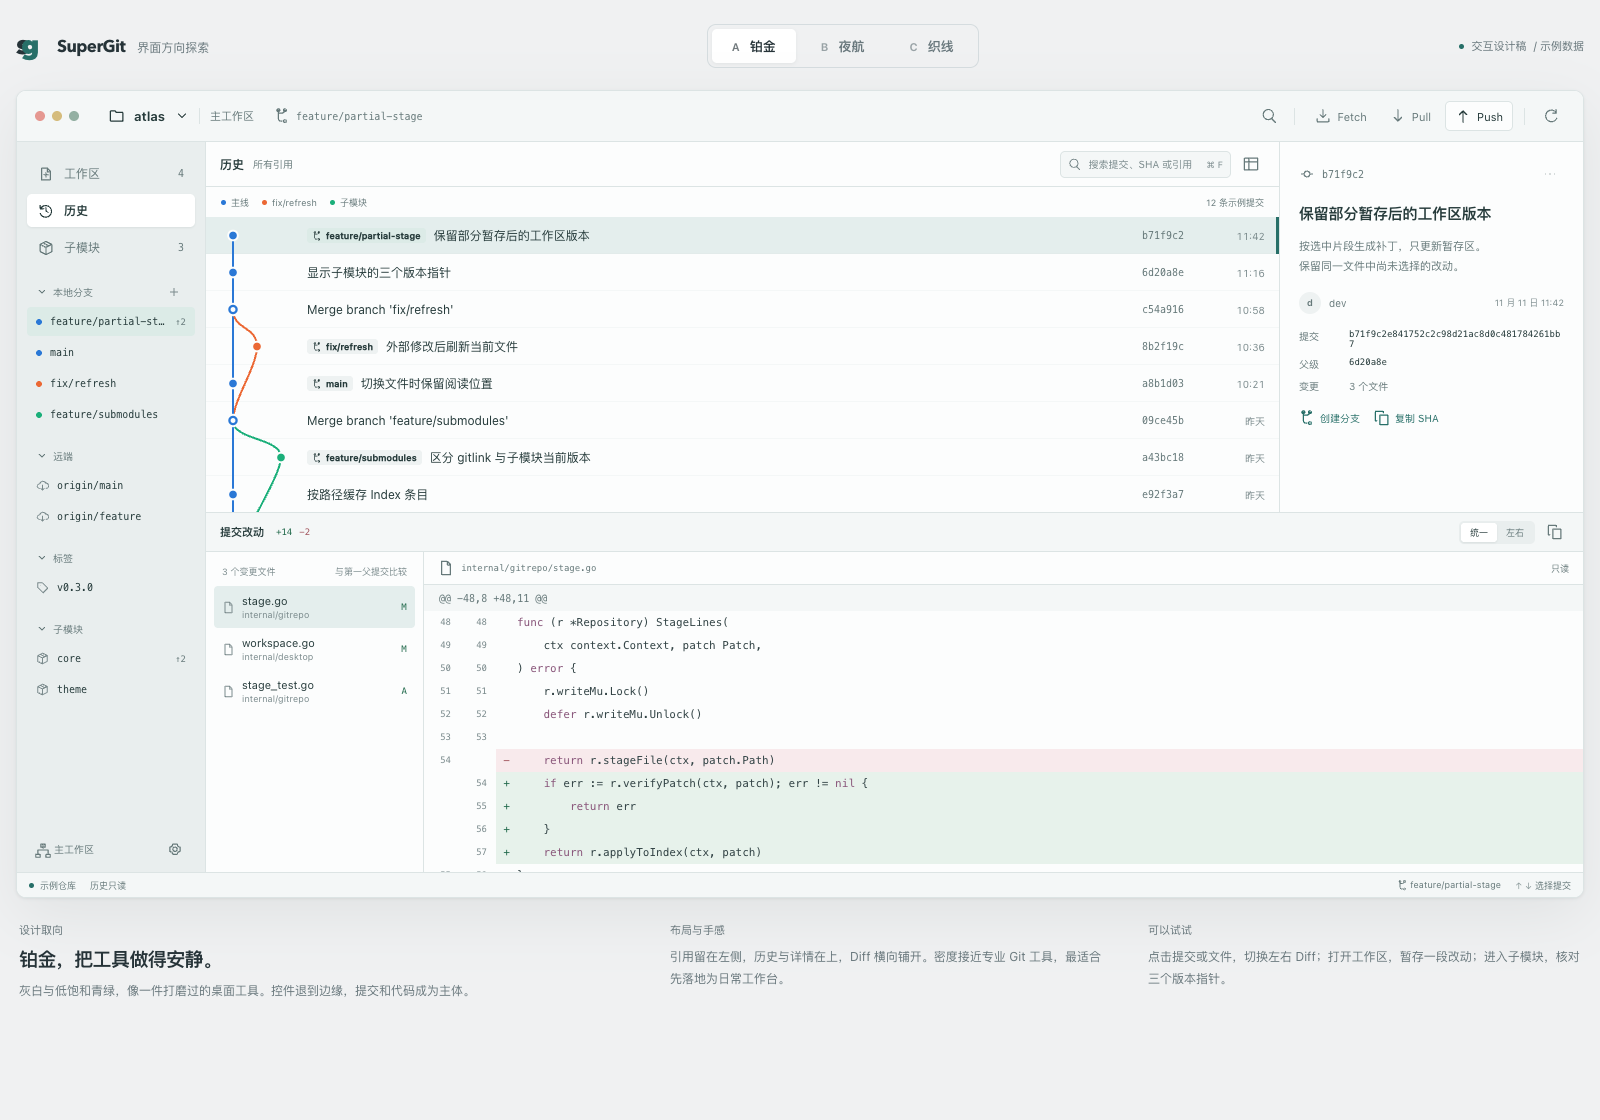 SuperGit 界面方向探索
A 铂金 B 夜航 C 织线
交互设计稿 / 示例数据
atlas 主工作区 feature/partial-stage
Fetch Pull Push
工作区 4
历史
子模块 3
本地分支
feature/partial-st… ↑2
main
fix/refresh
feature/submodules
远端
origin/main
origin/feature
标签
v0.3.0
子模块
core ↑2
theme
主工作区
历史 所有引用
搜索提交、SHA 或引用 ⌘ F
主线 fix/refresh 子模块
12 条示例提交
feature/partial-stage 保留部分暂存后的工作区版本 b71f9c2 11:42
显示子模块的三个版本指针 6d20a8e 11:16
Merge branch 'fix/refresh' c54a916 10:58
fix/refresh 外部修改后刷新当前文件 8b2f19c 10:36
main 切换文件时保留阅读位置 a8b1d03 10:21
Merge branch 'feature/submodules' 09ce45b 昨天
feature/submodules 区分 gitlink 与子模块当前版本 a43bc18 昨天
按路径缓存 Index 条目 e92f3a7 昨天
b71f9c2 ···
保留部分暂存后的工作区版本
按选中片段生成补丁，只更新暂存区。
保留同一文件中尚未选择的改动。
d dev 11 月 11 日 11:42
提交 b71f9c2e841752c2c98d21ac8d0c481784261bb
7
父级 6d20a8e
变更 3 个文件
创建分支 复制 SHA
提交改动 +14 −2
统一 左右
3 个变更文件 与第一父提交比较
stage.go
internal/gitrepo
M
workspace.go
internal/desktop
M
stage_test.go
internal/gitrepo
A
internal/gitrepo/stage.go 只读
@@ −48,8 +48,11 @@
48 48 func (r *Repository) StageLines(
49 49 ctx context.Context, patch Patch,
50 50 ) error {
51 51 r.writeMu.Lock()
52 52 defer r.writeMu.Unlock()
53 53
54 − return r.stageFile(ctx, patch.Path)
54 + if err := r.verifyPatch(ctx, patch); err != nil {
55 + return err
56 + }
57 + return r.applyToIndex(ctx, patch)
示例仓库 历史只读
feature/partial-stage ↑ ↓ 选择提交
设计取向
铂金，把工具做得安静。
灰白与低饱和青绿，像一件打磨过的桌面工具。控件退到边缘，提交和代码成为主体。
布局与手感
引用留在左侧，历史与详情在上，Diff 横向铺开。密度接近专业 Git 工具，最适合
先落地为日常工作台。
可以试试
点击提交或文件，切换左右 Diff；打开工作区，暂存一段改动；进入子模块，核对
三个版本指针。